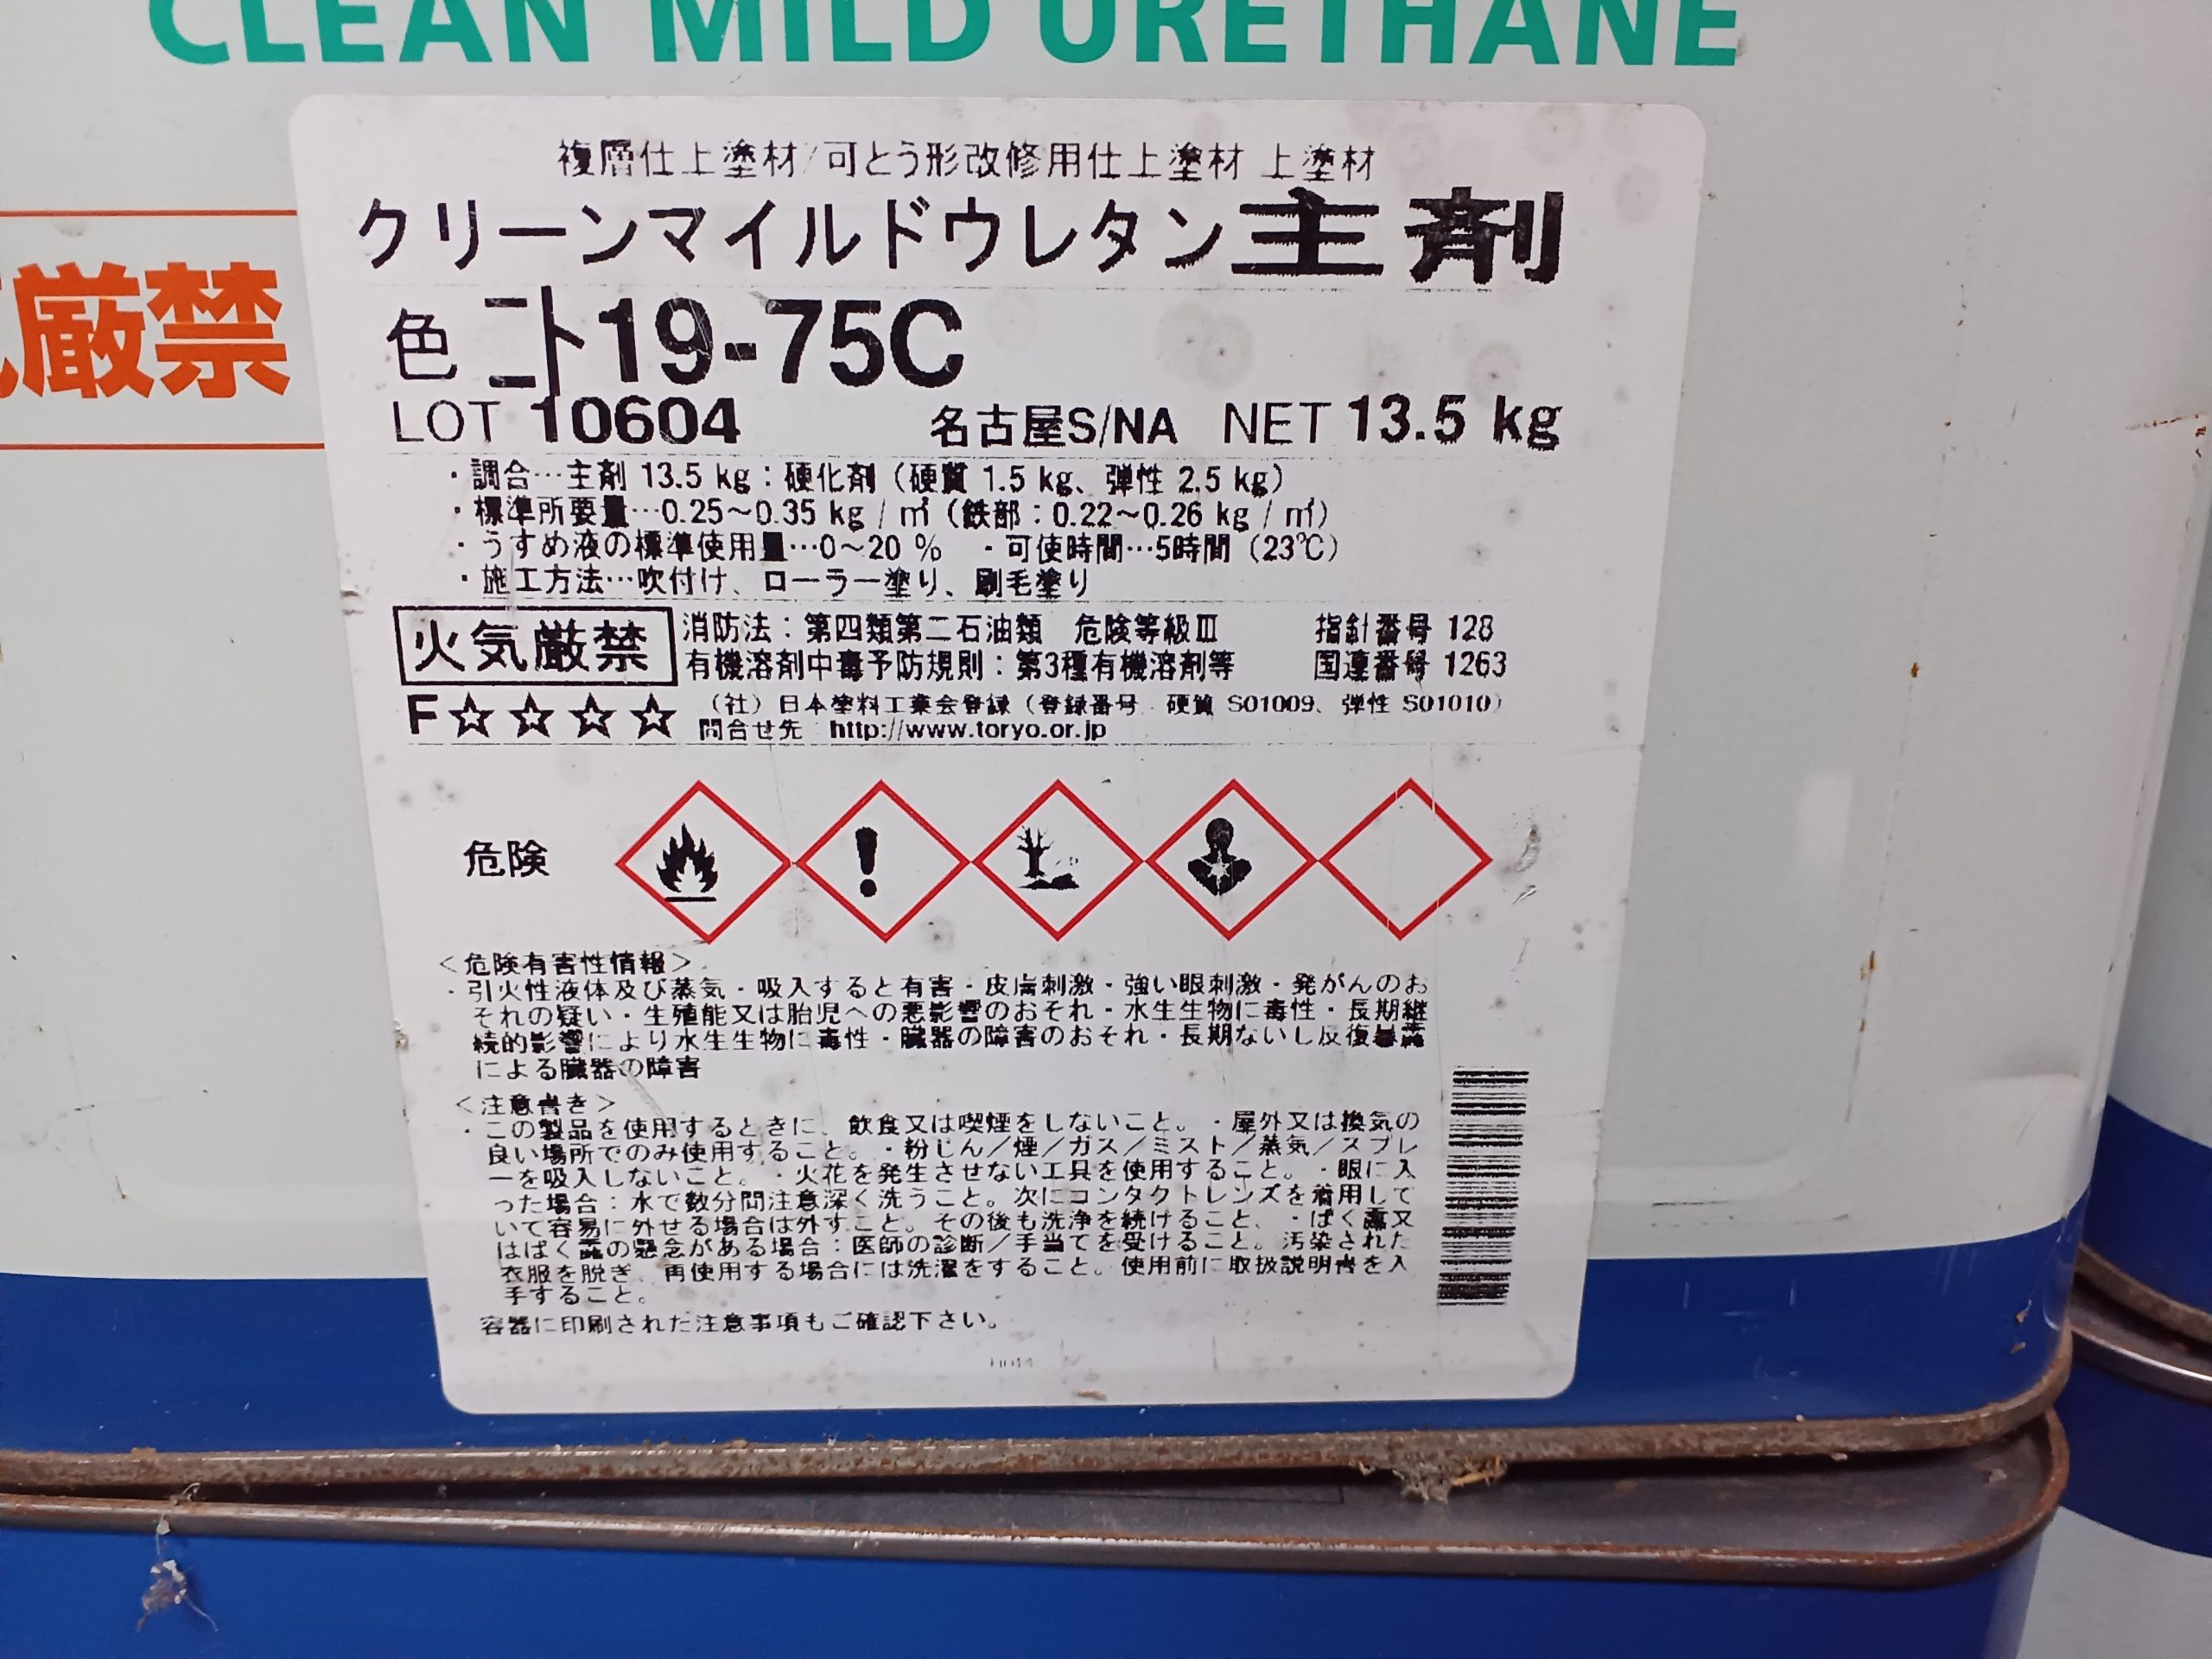 CLEAN MILD URETHANE
厳禁
複層仕上塗材/可とう形改修用仕上塗材 上塗材
クリーンマイルドウレタン主剤
色 ニト19-75C
LOT 10604 名古屋S/NA NET 13.5 kg
・調合…主剤 13.5 kg：硬化剤（硬質 1.5 kg、弾性 2.5 kg）
・標準所要量…0.25～0.35 kg / ㎡（鉄部：0.22～0.26 kg / ㎡）
・うすめ液の標準使用量…0～20 % ・可使時間…5時間（23℃）
・施工方法…吹付け、ローラー塗り、刷毛塗り
火気厳禁
消防法：第四類第二石油類 危険等級Ⅲ 指針番号 128
有機溶剤中毒予防規則：第3種有機溶剤等 国連番号 1263
F☆☆☆☆
（社）日本塗料工業会登録（登録番号 硬質 S01009、弾性 S01010）
問合せ先 http://www.toryo.or.jp
危険
＜危険有害性情報＞
・引火性液体及び蒸気・吸入すると有害・皮膚刺激・強い眼刺激・発がんのお
それの疑い・生殖能又は胎児への悪影響のおそれ・水生生物に毒性・長期継
続的影響により水生生物に毒性・臓器の障害のおそれ・長期ないし反復暴露
による臓器の障害
＜注意書き＞
・この製品を使用するときに、飲食又は喫煙をしないこと。・屋外又は換気の
良い場所でのみ使用すること。・粉じん／煙／ガス／ミスト／蒸気／スプレ
ーを吸入しないこと。・火花を発生させない工具を使用すること。・眼に入
った場合：水で数分間注意深く洗うこと。次にコンタクトレンズを着用して
いて容易に外せる場合は外すこと。その後も洗浄を続けること。・ばく露又
はばく露の懸念がある場合：医師の診断／手当てを受けること。汚染された
衣服を脱ぎ、再使用する場合には洗濯をすること。使用前に取扱説明書を入
手すること。
容器に印刷された注意事項もご確認下さい。